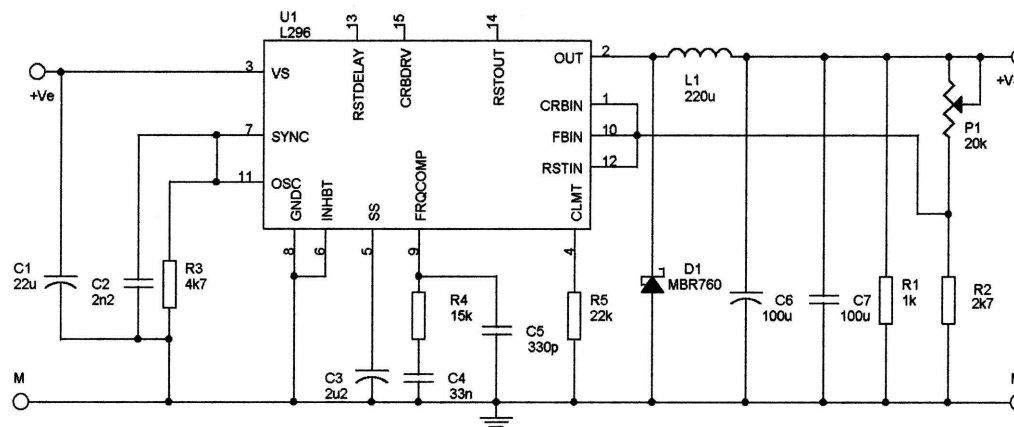 U1
L296
13
15
14
RSTDELAY
CRBDRV
RSTOUT
3
VS
+Ve
7
SYNC
11
OSC
GNDC
INHBT
SS
FRQCOMP
CLMT
8
6
5
9
4
OUT
2
CRBIN
1
FBIN
10
RSTIN
12
L1
220u
P1
20k
C1
22u
C2
2n2
R3
4k7
R4
15k
C5
330p
R5
22k
D1
MBR760
C6
100u
C7
100u
R1
1k
R2
2k7
C3
2u2
C4
33n
M